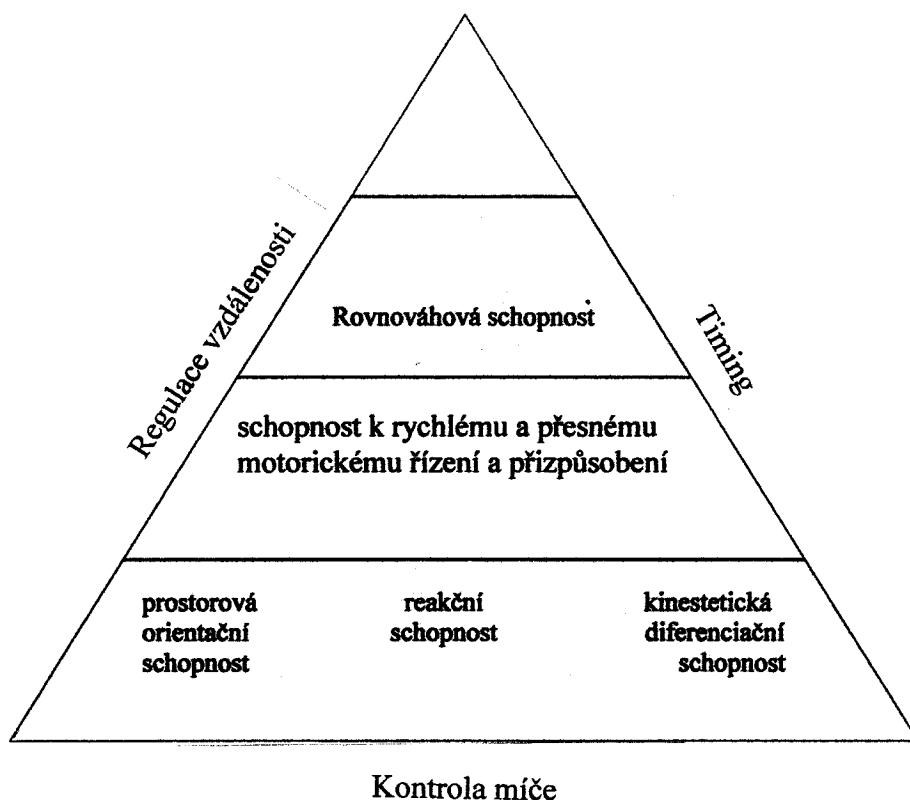 Regulace vzdálenosti
Timing
Rovnováhová schopnost
schopnost k rychlému a přesnému
motorickému řízení a přizpůsobení
prostorová
orientační
schopnost
reakční
schopnost
kinestetická
diferenciační
schopnost
Kontrola míče